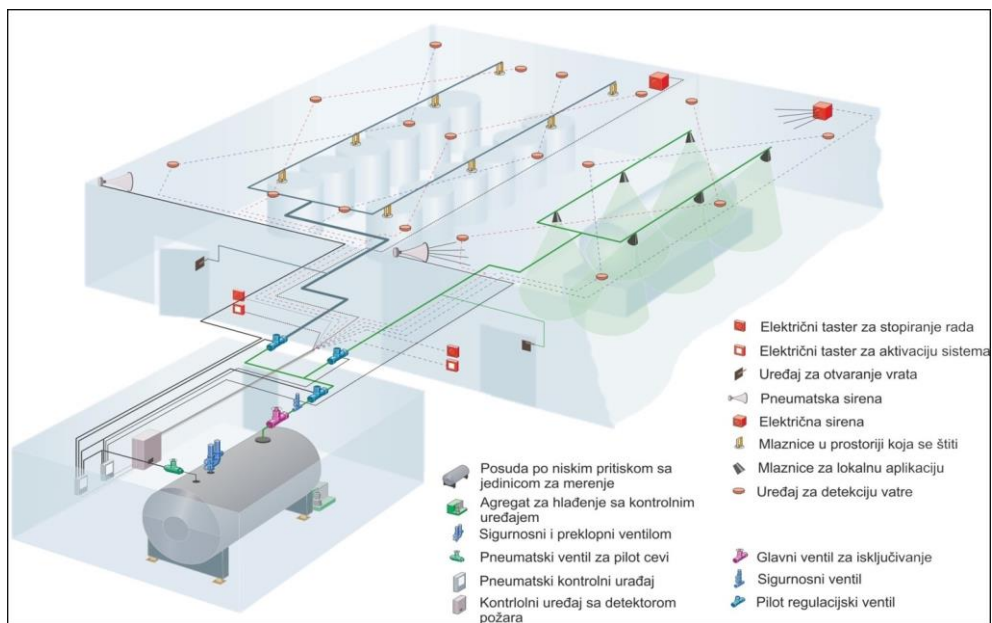 Električni taster za stopiranje rada
Električni taster za aktivaciju sistema
Uređaj za otvaranje vrata
Pneumatska sirena
Električna sirena
Mlaznice u prostoriji koja se štiti
Mlaznice za lokalnu aplikaciju
Uređaj za detekciju vatre
Posuda po niskim pritiskom sa
jedinicom za merenje
Agregat za hlađenje sa kontrolnim
uređajem
Sigurnosni i preklopni ventilom
Pneumatski ventil za pilot cevi
Pneumatski kontrolni urađaj
Kontrlolni uređaj sa detektorom
požara
Glavni ventil za isključivanje
Sigurnosni ventil
Pilot regulacijski ventil